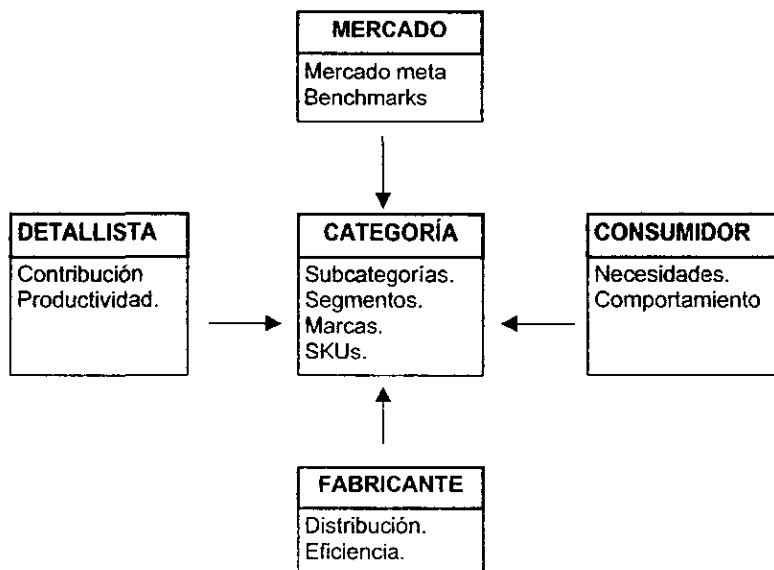 MERCADO
Mercado meta
Benchmarks
DETALLISTA
Contribución
Productividad.
CATEGORÍA
Subcategorías.
Segmentos.
Marcas.
SKUs.
CONSUMIDOR
Necesidades.
Comportamiento
FABRICANTE
Distribución.
Eficiencia.